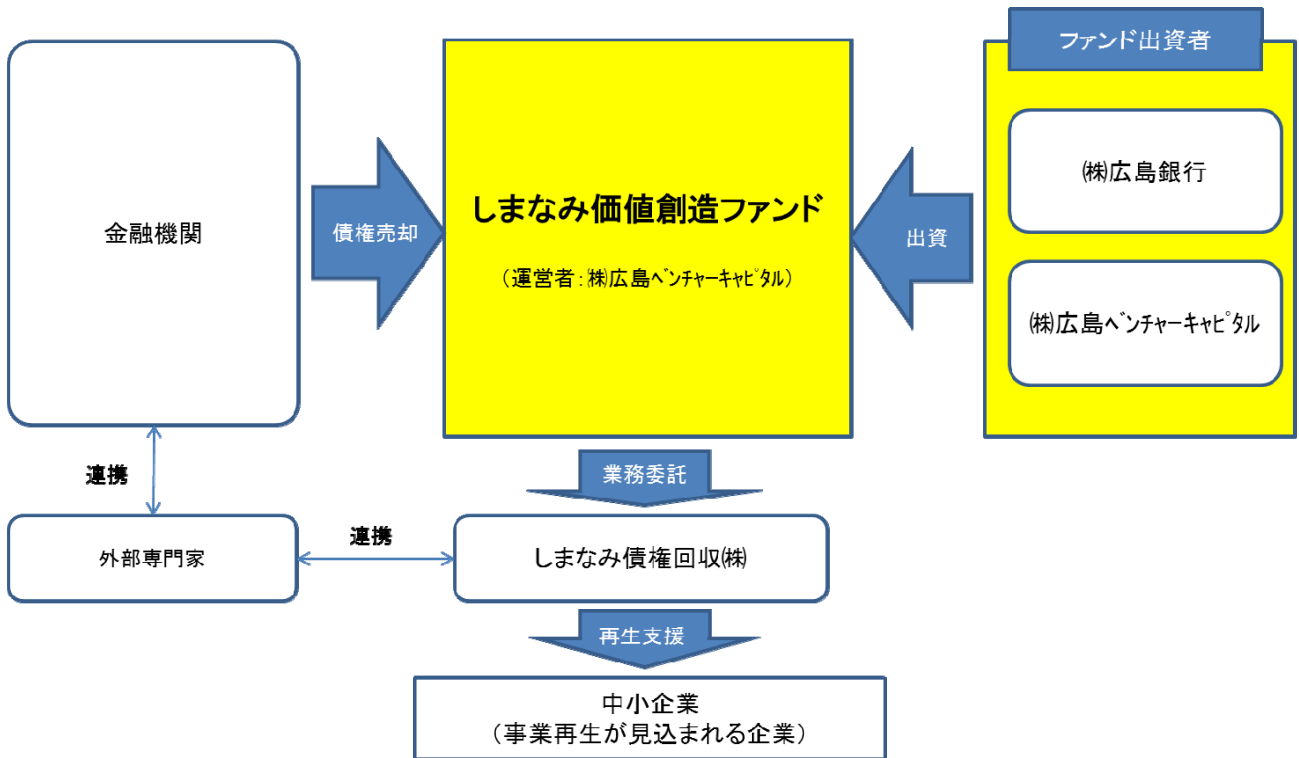 ファンド出資者
金融機関
債権売却
しまなみ価値創造ファンド
（運営者：㈱広島ﾍﾞﾝﾁｬｰｷｬﾋﾟﾀﾙ）
出資
㈱広島銀行
㈱広島ﾍﾞﾝﾁｬｰｷｬﾋﾟﾀﾙ
連携
業務委託
外部専門家
連携
しまなみ債権回収㈱
再生支援
中小企業
（事業再生が見込まれる企業）